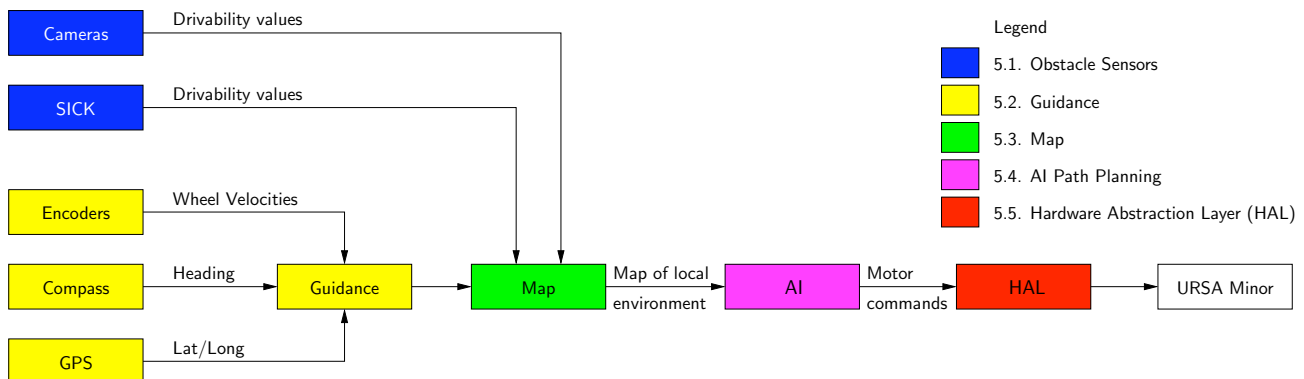 Cameras
Drivability values
SICK
Drivability values
Encoders
Wheel Velocities
Compass
Heading
Guidance
GPS
Lat/Long
Map
Map of local
environment
AI
Motor
commands
HAL
URSA Minor
Legend
5.1. Obstacle Sensors
5.2. Guidance
5.3. Map
5.4. AI Path Planning
5.5. Hardware Abstraction Layer (HAL)